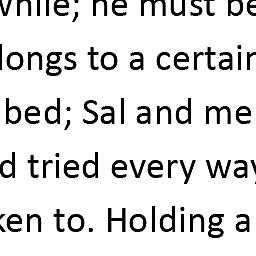 while; he must be
longs to a certain
bed; Sal and me
d tried every way
ken to. Holding a